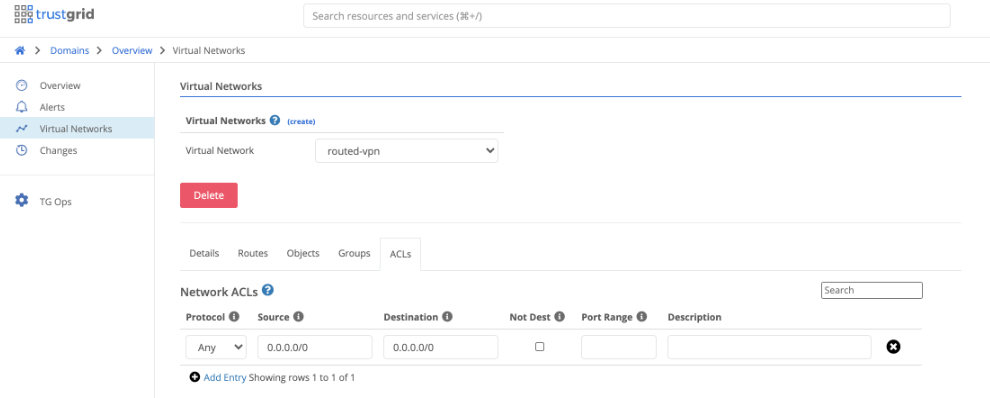 trustgrid
Search resources and services (⌘+/)
Domains > Overview > Virtual Networks
Overview
Alerts
Virtual Networks
Changes
TG Ops
Virtual Networks
Virtual Networks ? (create)
Virtual Network routed-vpn
Delete
Details Routes Objects Groups ACLs
Network ACLs ?
Search
Protocol Source Destination Not Dest Port Range Description
Any 0.0.0.0/0 0.0.0.0/0
Add Entry Showing rows 1 to 1 of 1